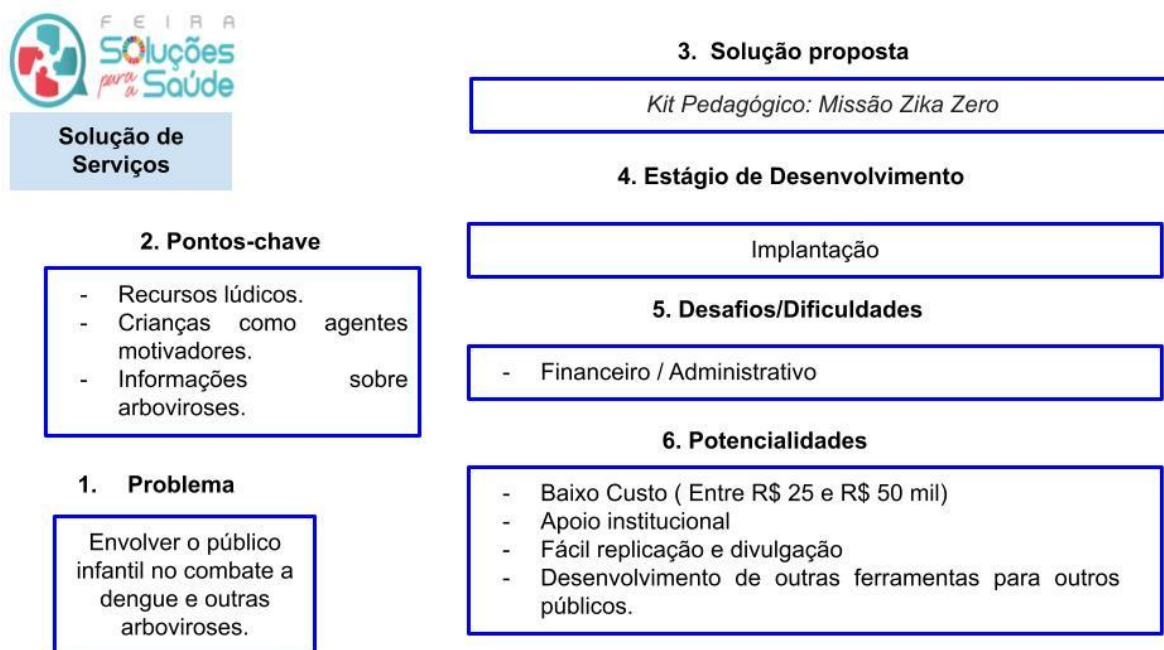 FEIRA
SOluções
para a
Saúde
Solução de
Serviços
2. Pontos-chave
- Recursos lúdicos.
- Crianças como agentes
motivadores.
- Informações sobre
arboviroses.
1. Problema
Envolver o público
infantil no combate a
dengue e outras
arboviroses.
3. Solução proposta
Kit Pedagógico: Missão Zika Zero
4. Estágio de Desenvolvimento
Implantação
5. Desafios/Dificuldades
- Financeiro / Administrativo
6. Potencialidades
- Baixo Custo ( Entre R$ 25 e R$ 50 mil)
- Apoio institucional
- Fácil replicação e divulgação
- Desenvolvimento de outras ferramentas para outros
públicos.